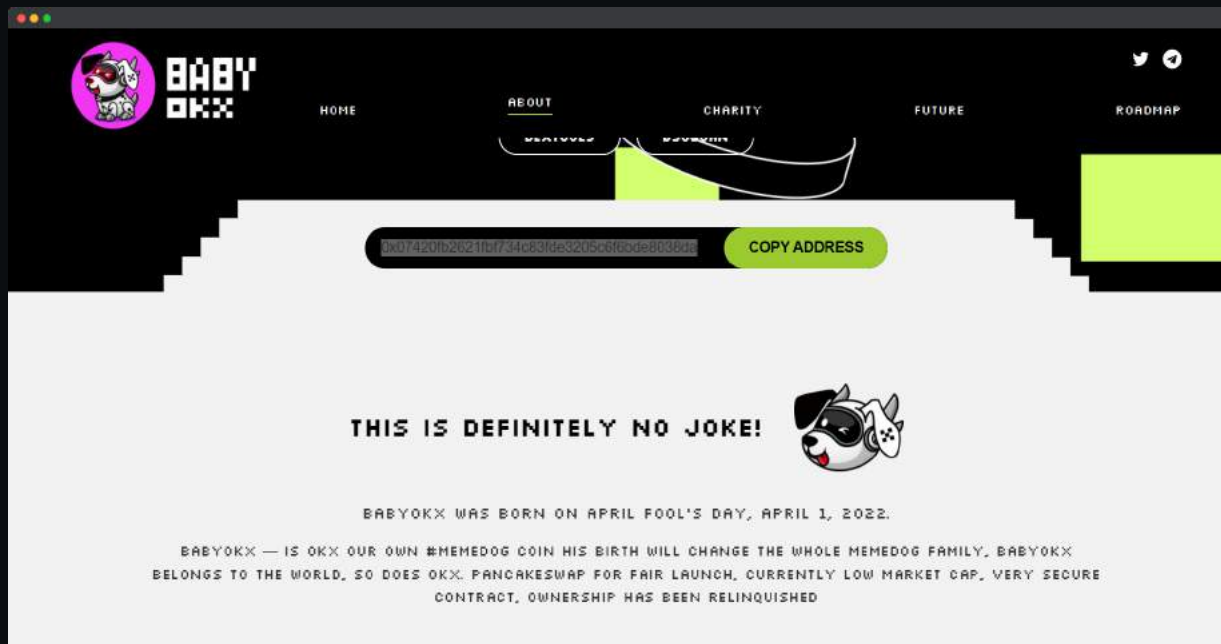 BABY
OKX
HOME
ABOUT
CHARITY
FUTURE
ROADMAP
COPY ADDRESS
THIS IS DEFINITELY NO JOKE!
BABYOKX WAS BORN ON APRIL FOOL'S DAY, APRIL 1, 2022.
BABYOKX — IS OKX OUR OWN #MEMEDOG COIN HIS BIRTH WILL CHANGE THE WHOLE MEMEDOG FAMILY, BABYOKX
BELONGS TO THE WORLD, SO DOES OKX. PANCAKESWAP FOR FAIR LAUNCH, CURRENTLY LOW MARKET CAP, VERY SECURE
CONTRACT, OWNERSHIP HAS BEEN RELINQUISHED